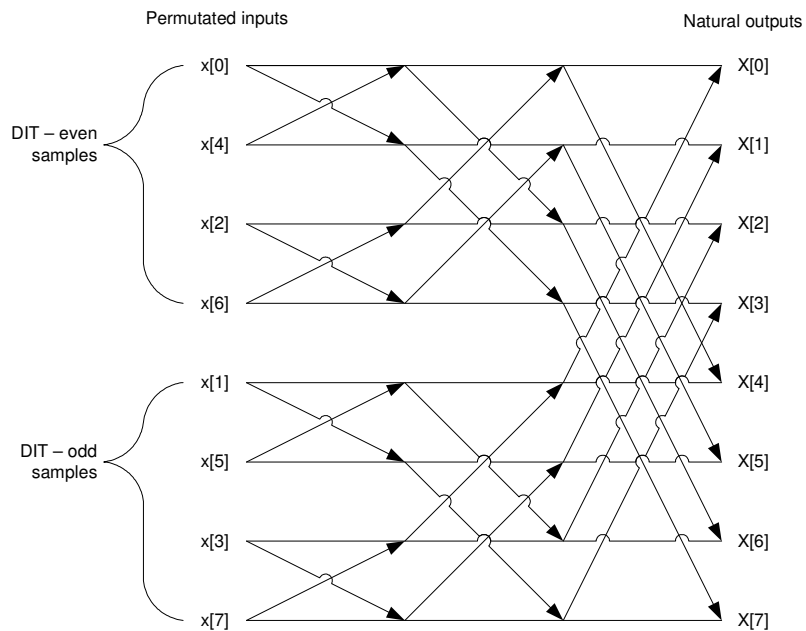 Permutated inputs
Natural outputs
x[0]
X[0]
DIT – even
samples
x[4]
X[1]
x[2]
X[2]
x[6]
X[3]
x[1]
X[4]
DIT – odd
samples
x[5]
X[5]
x[3]
X[6]
x[7]
X[7]